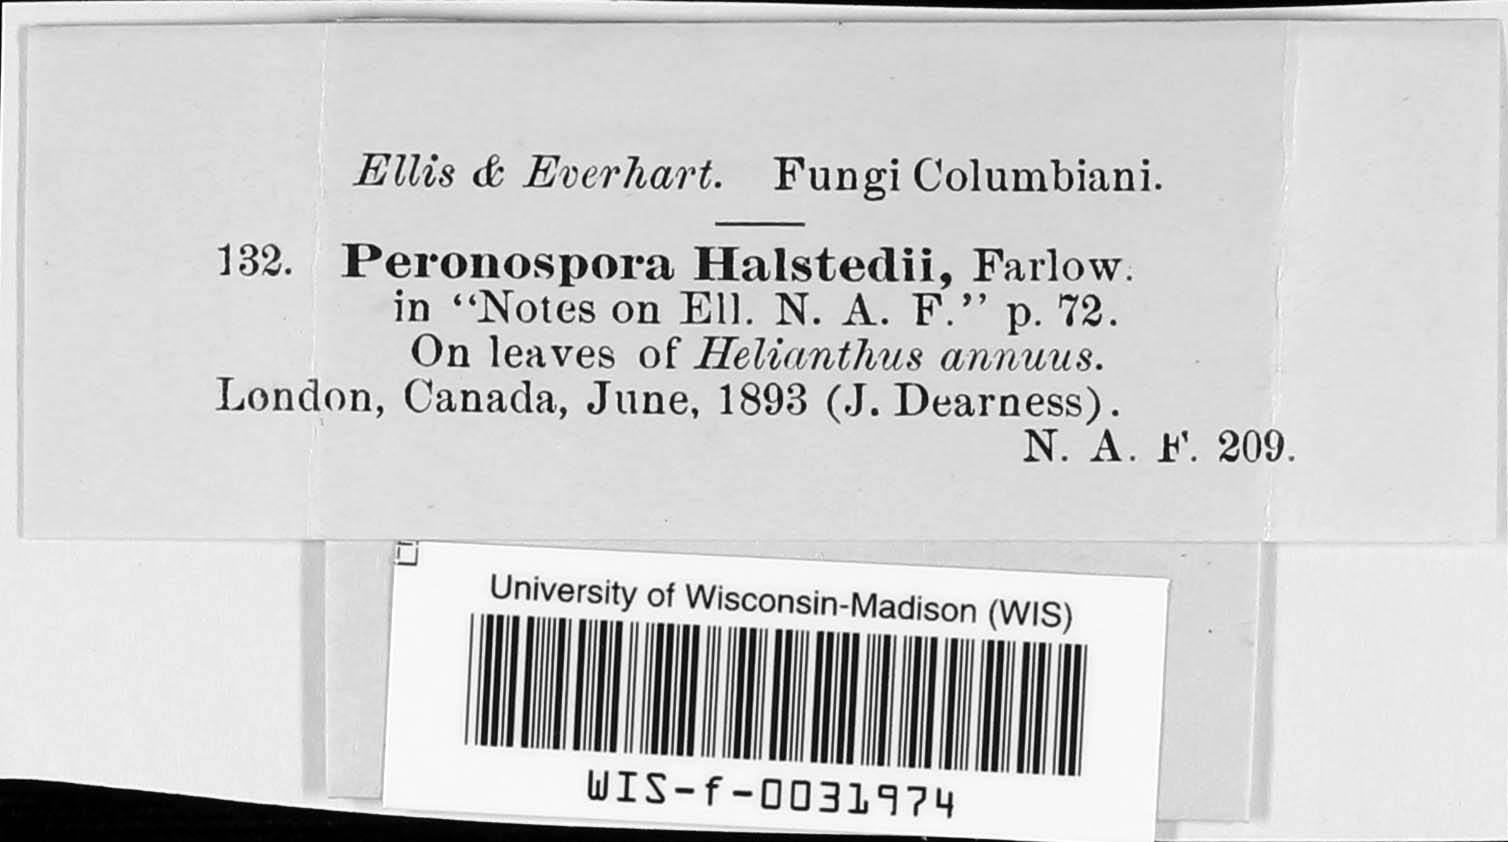 Ellis & Everhart. Fungi Columbiani.
132. Peronospora Halstedii, Farlow.
in “Notes on Ell. N. A. F.” p. 72.
On leaves of Helianthus annuus.
London, Canada, June, 1893 (J. Dearness).
N. A. F. 209.
University of Wisconsin-Madison (WIS)
WIS-f-0031974